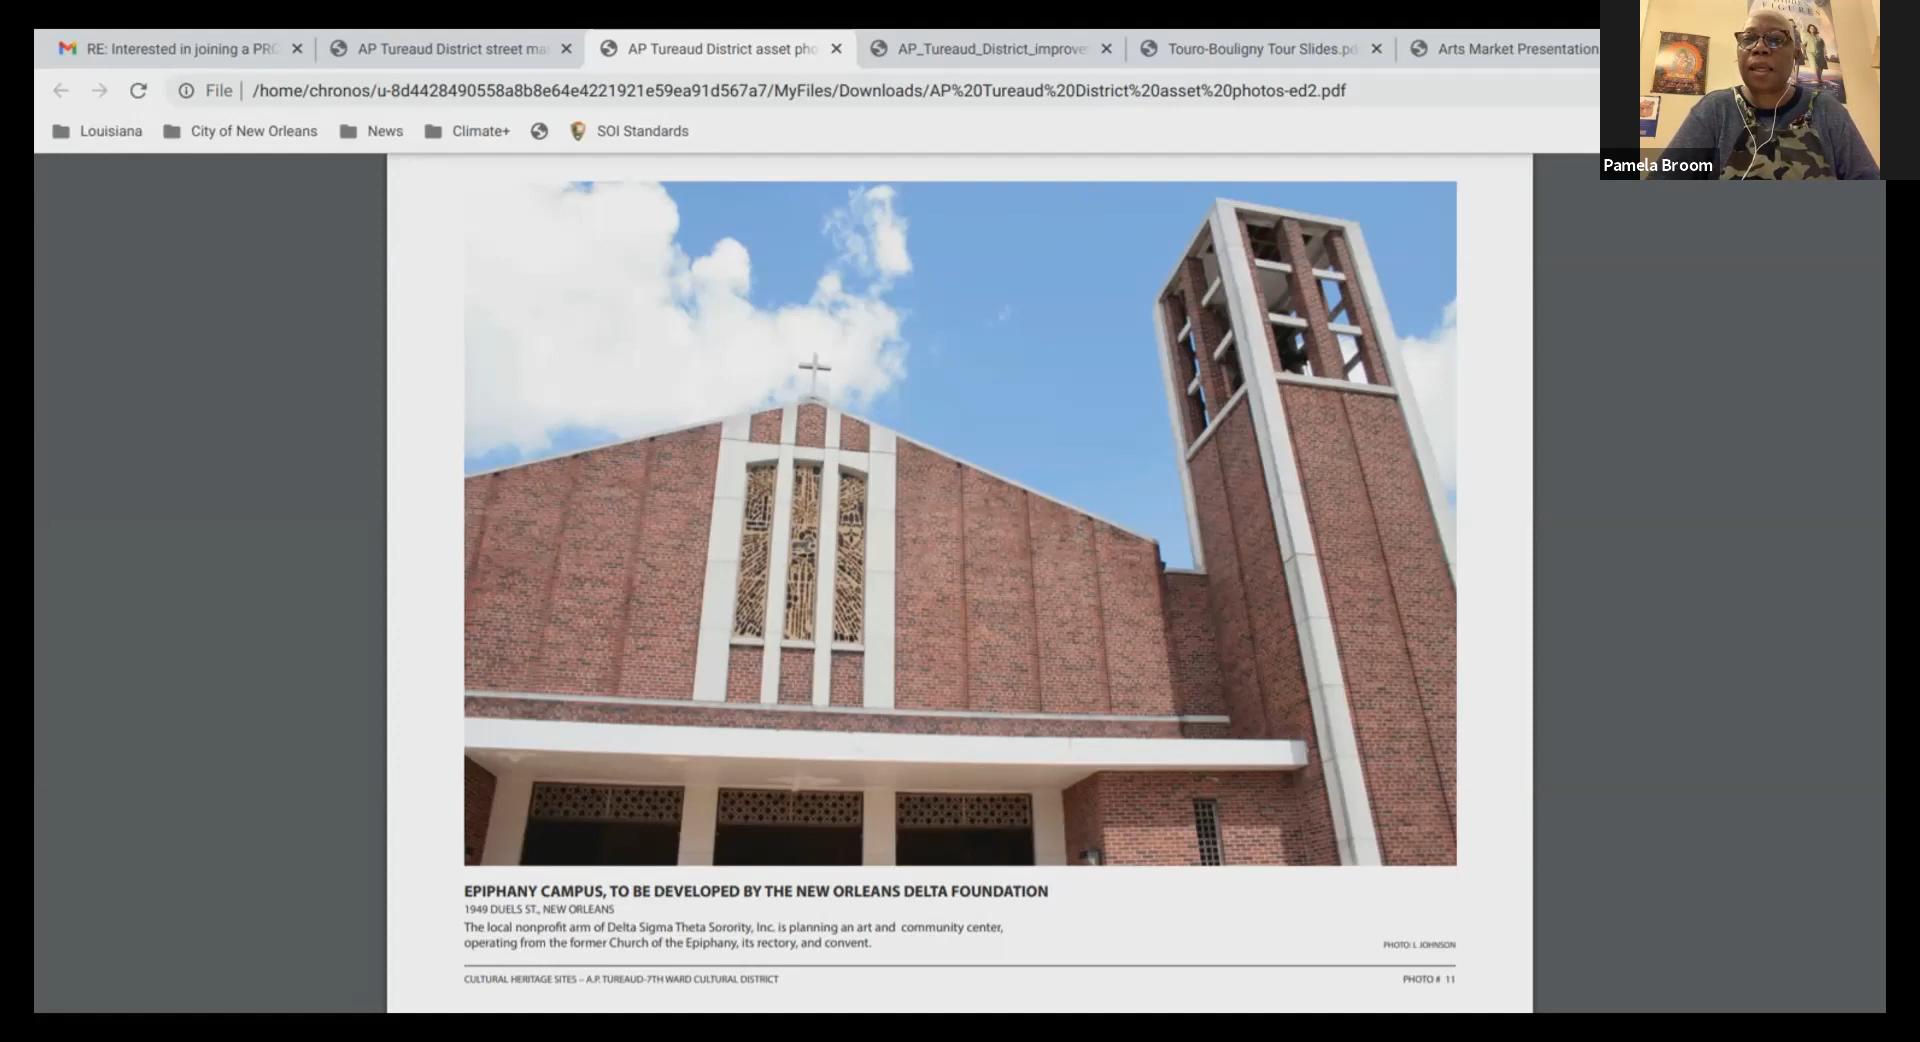 RE: Interested in joining a PRC
AP Tureaud District street ma
AP Tureaud District asset pho
AP_Tureaud_District_improve
Touro-Bouligny Tour Slides.pd
Arts Market Presentation
File | /home/chronos/u-8d4428490558a8b8e64e4221921e59ea91d567a7/MyFiles/Downloads/AP%20Tureaud%20District%20asset%20photos-ed2.pdf
Louisiana
City of New Orleans
News
Climate+
SOI Standards
FIGURES
Pamela Broom
EPIPHANY CAMPUS, TO BE DEVELOPED BY THE NEW ORLEANS DELTA FOUNDATION
1949 DUELS ST., NEW ORLEANS
The local nonprofit arm of Delta Sigma Theta Sorority, Inc. is planning an art and community center,
operating from the former Church of the Epiphany, its rectory, and convent.
PHOTO: L JOHNSON
CULTURAL HERITAGE SITES – A.P. TUREAUD-7TH WARD CULTURAL DISTRICT
PHOTO # 11